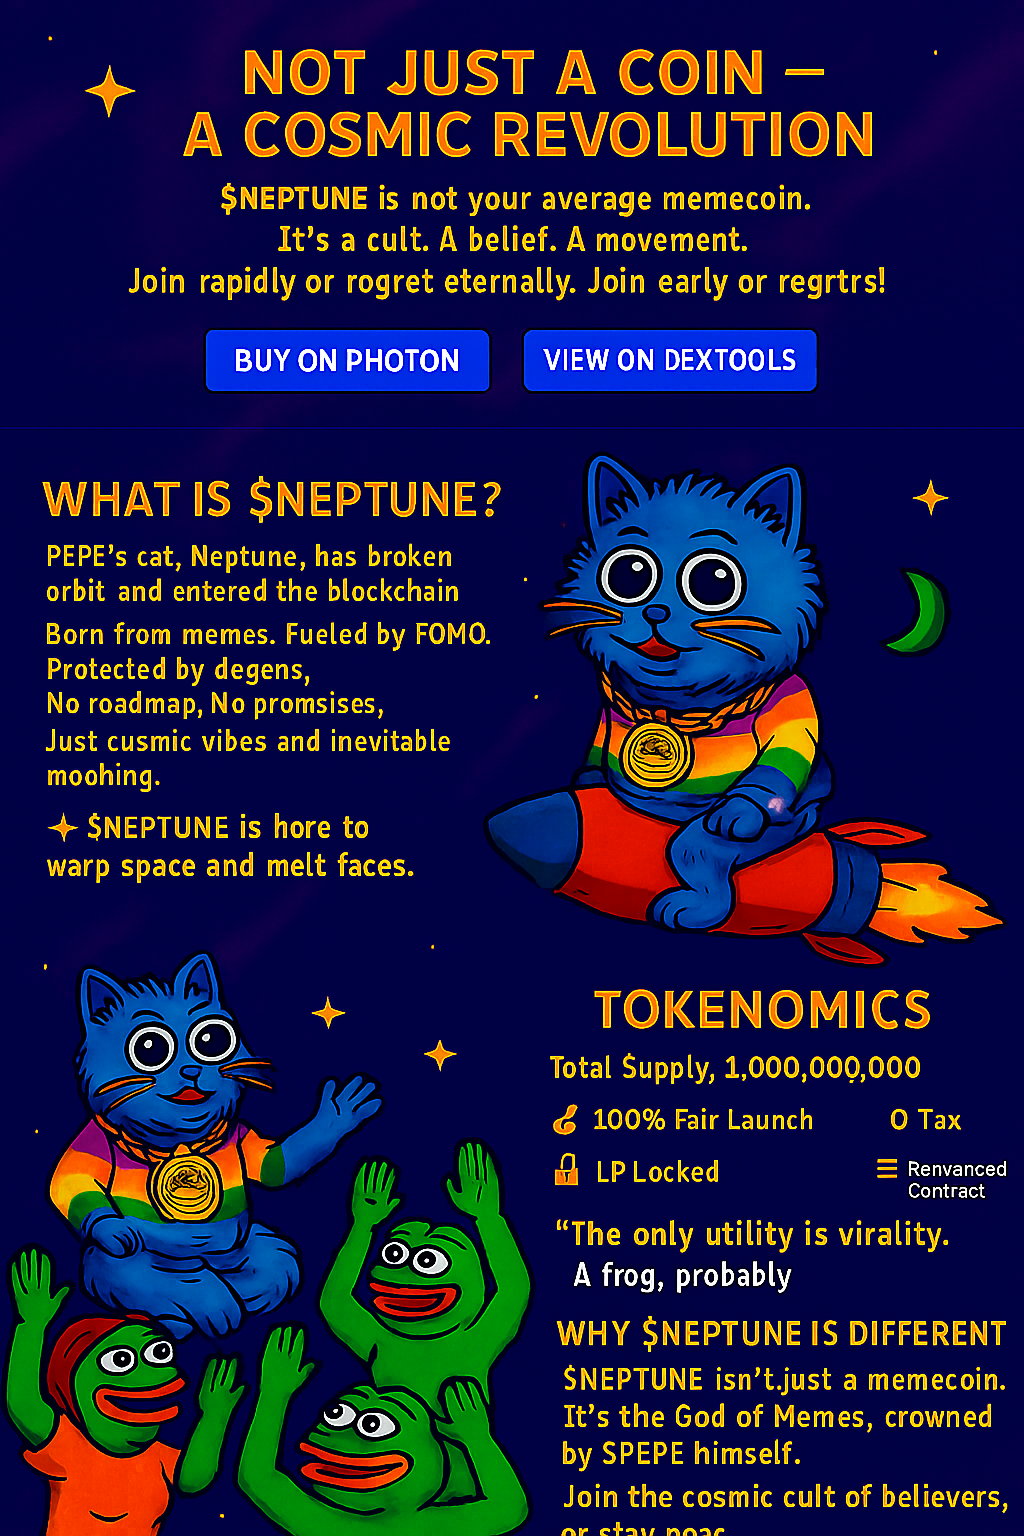 NOT JUST A COIN —
A COSMIC REVOLUTION
$NEPTUNE is not your average memecoin.
It's a cult. A belief. A movement.
Join rapidly or rogret eternally. Join early or regrtrs!
BUY ON PHOTON
VIEW ON DEXTOOLS
WHAT IS $NEPTUNE?
PEPE's cat, Neptune, has broken
orbit and entered the blockchain
Born from memes. Fueled by FOMO.
Protected by degens,
No roadmap, No promsises,
Just cusmic vibes and inevitable
moohing.
$NEPTUNE is hore to
warp space and melt faces.
TOKENOMICS
Total $upply, 1,000,000,000
100% Fair Launch
0 Tax
LP Locked
Renvanced
Contract
“The only utility is virality.
A frog, probably
WHY $NEPTUNE IS DIFFERENT
$NEPTUNE isn't.just a memecoin.
It's the God of Memes, crowned
by SPEPE himself.
Join the cosmic cult of believers,
or stay